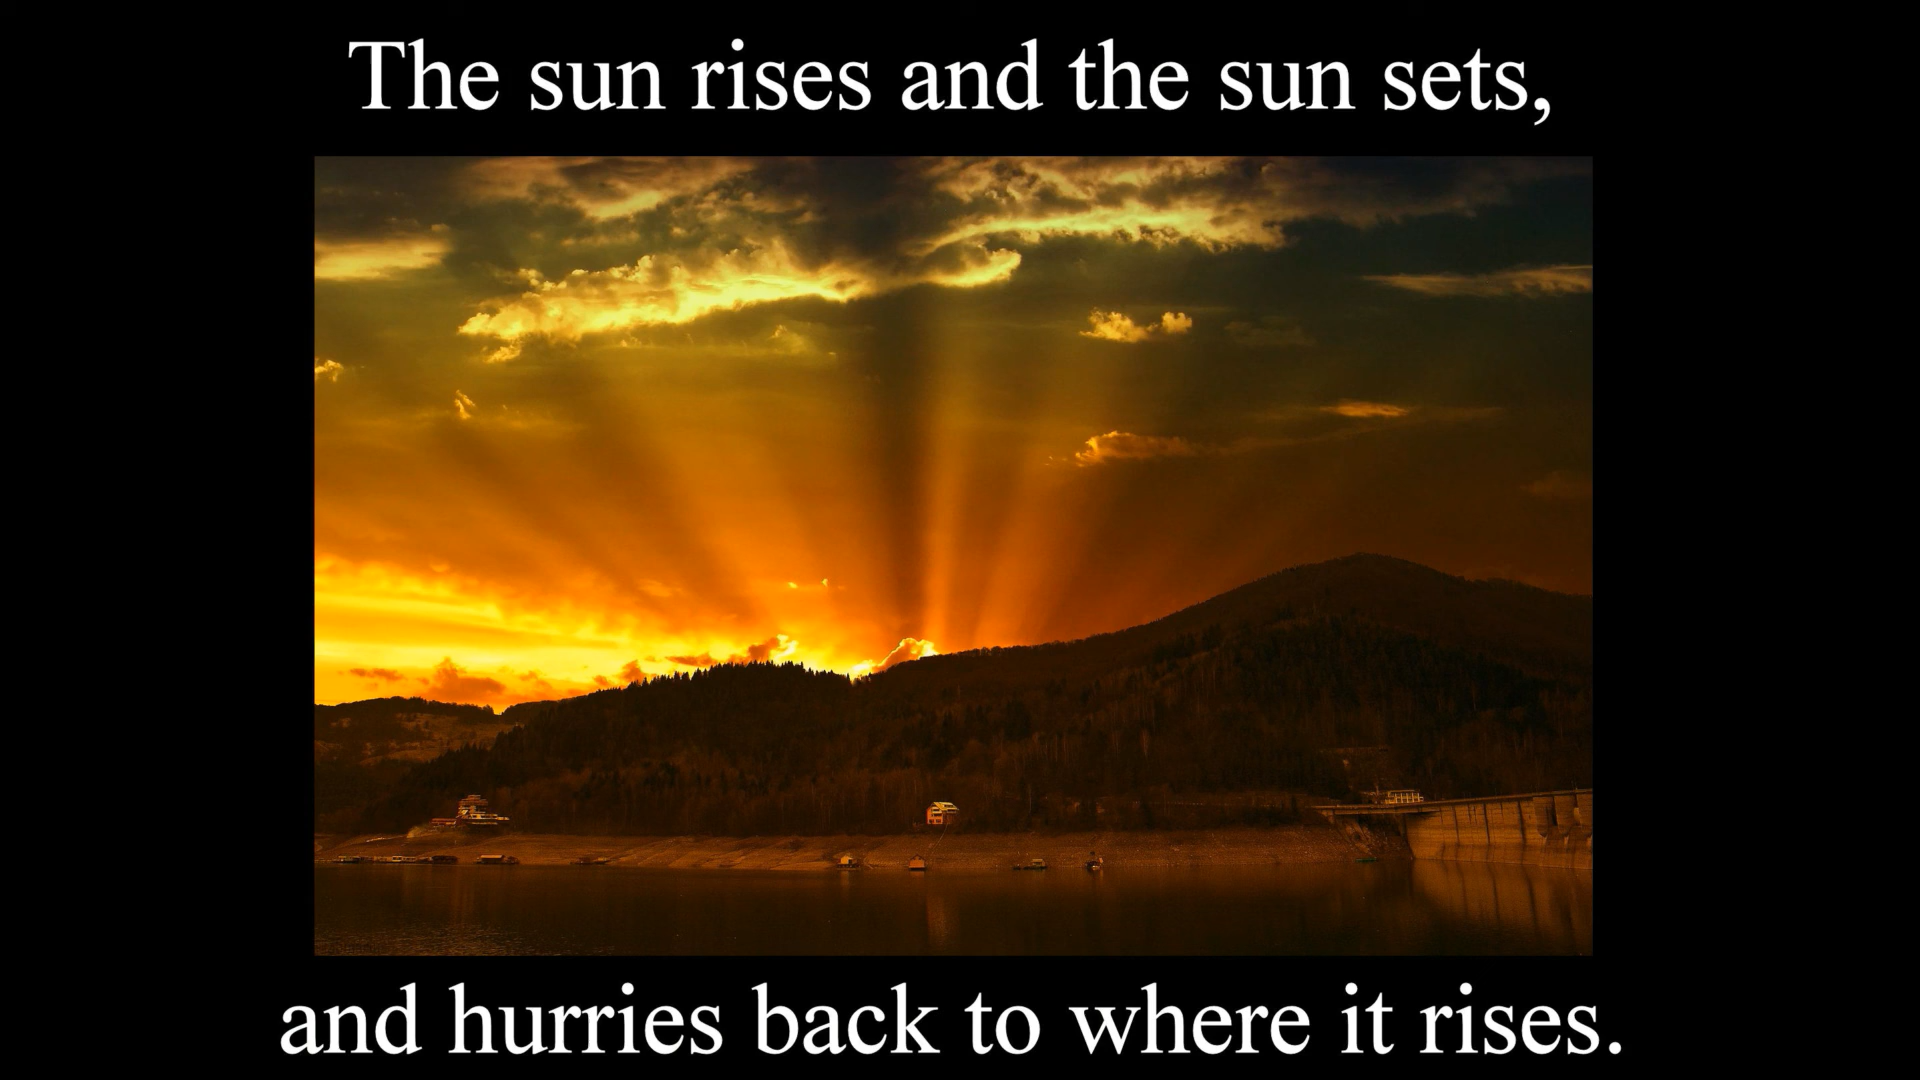 The sun rises and the sun sets,
and hurries back to where it rises.